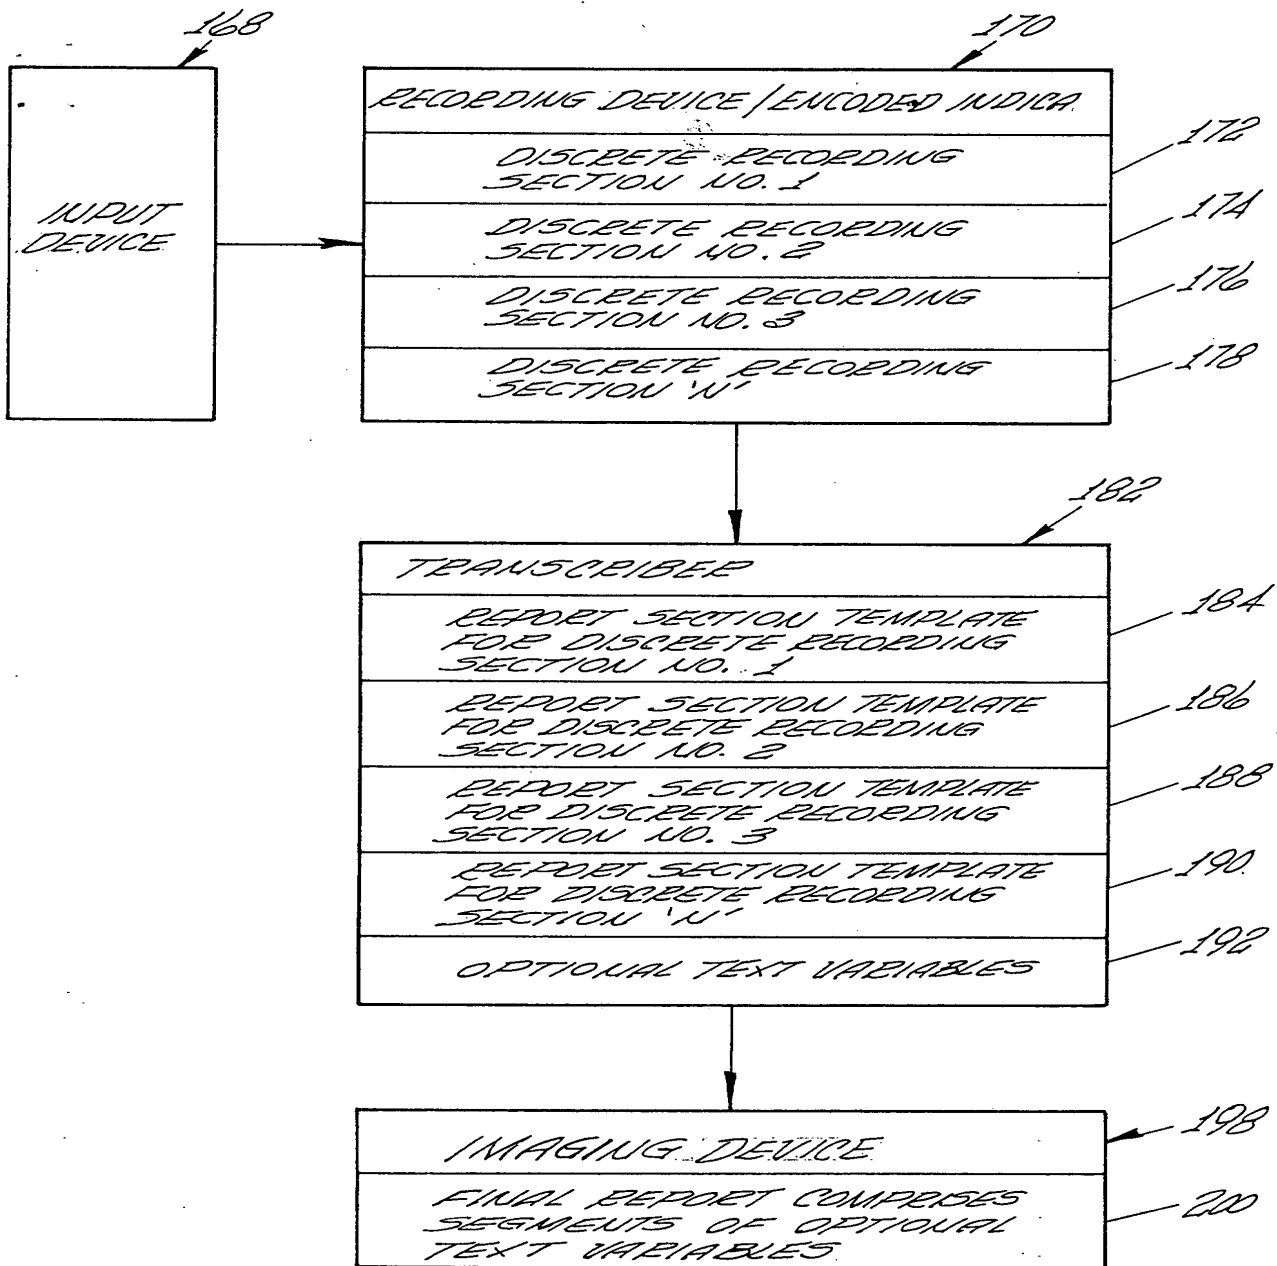 168
170
INPUT
DEVICE
RECORDING DEVICE/ENCODED INDICA
DISCRETE RECORDING
SECTION NO. 1
172
DISCRETE RECORDING
SECTION NO. 2
174
DISCRETE RECORDING
SECTION NO. 3
176
DISCRETE RECORDING
SECTION 'N'
178
182
TRANSCRIBER
REPORT SECTION TEMPLATE
FOR DISCRETE RECORDING
SECTION NO. 1
184
REPORT SECTION TEMPLATE
FOR DISCRETE RECORDING
SECTION NO. 2
186
REPORT SECTION TEMPLATE
FOR DISCRETE RECORDING
SECTION NO. 3
188
REPORT SECTION TEMPLATE
FOR DISCRETE RECORDING
SECTION 'N'
190
OPTIONAL TEXT VARIABLES
192
IMAGING DEVICE
198
FINAL REPORT COMPRISES
SEGMENTS OF OPTIONAL
TEXT VARIABLES
200